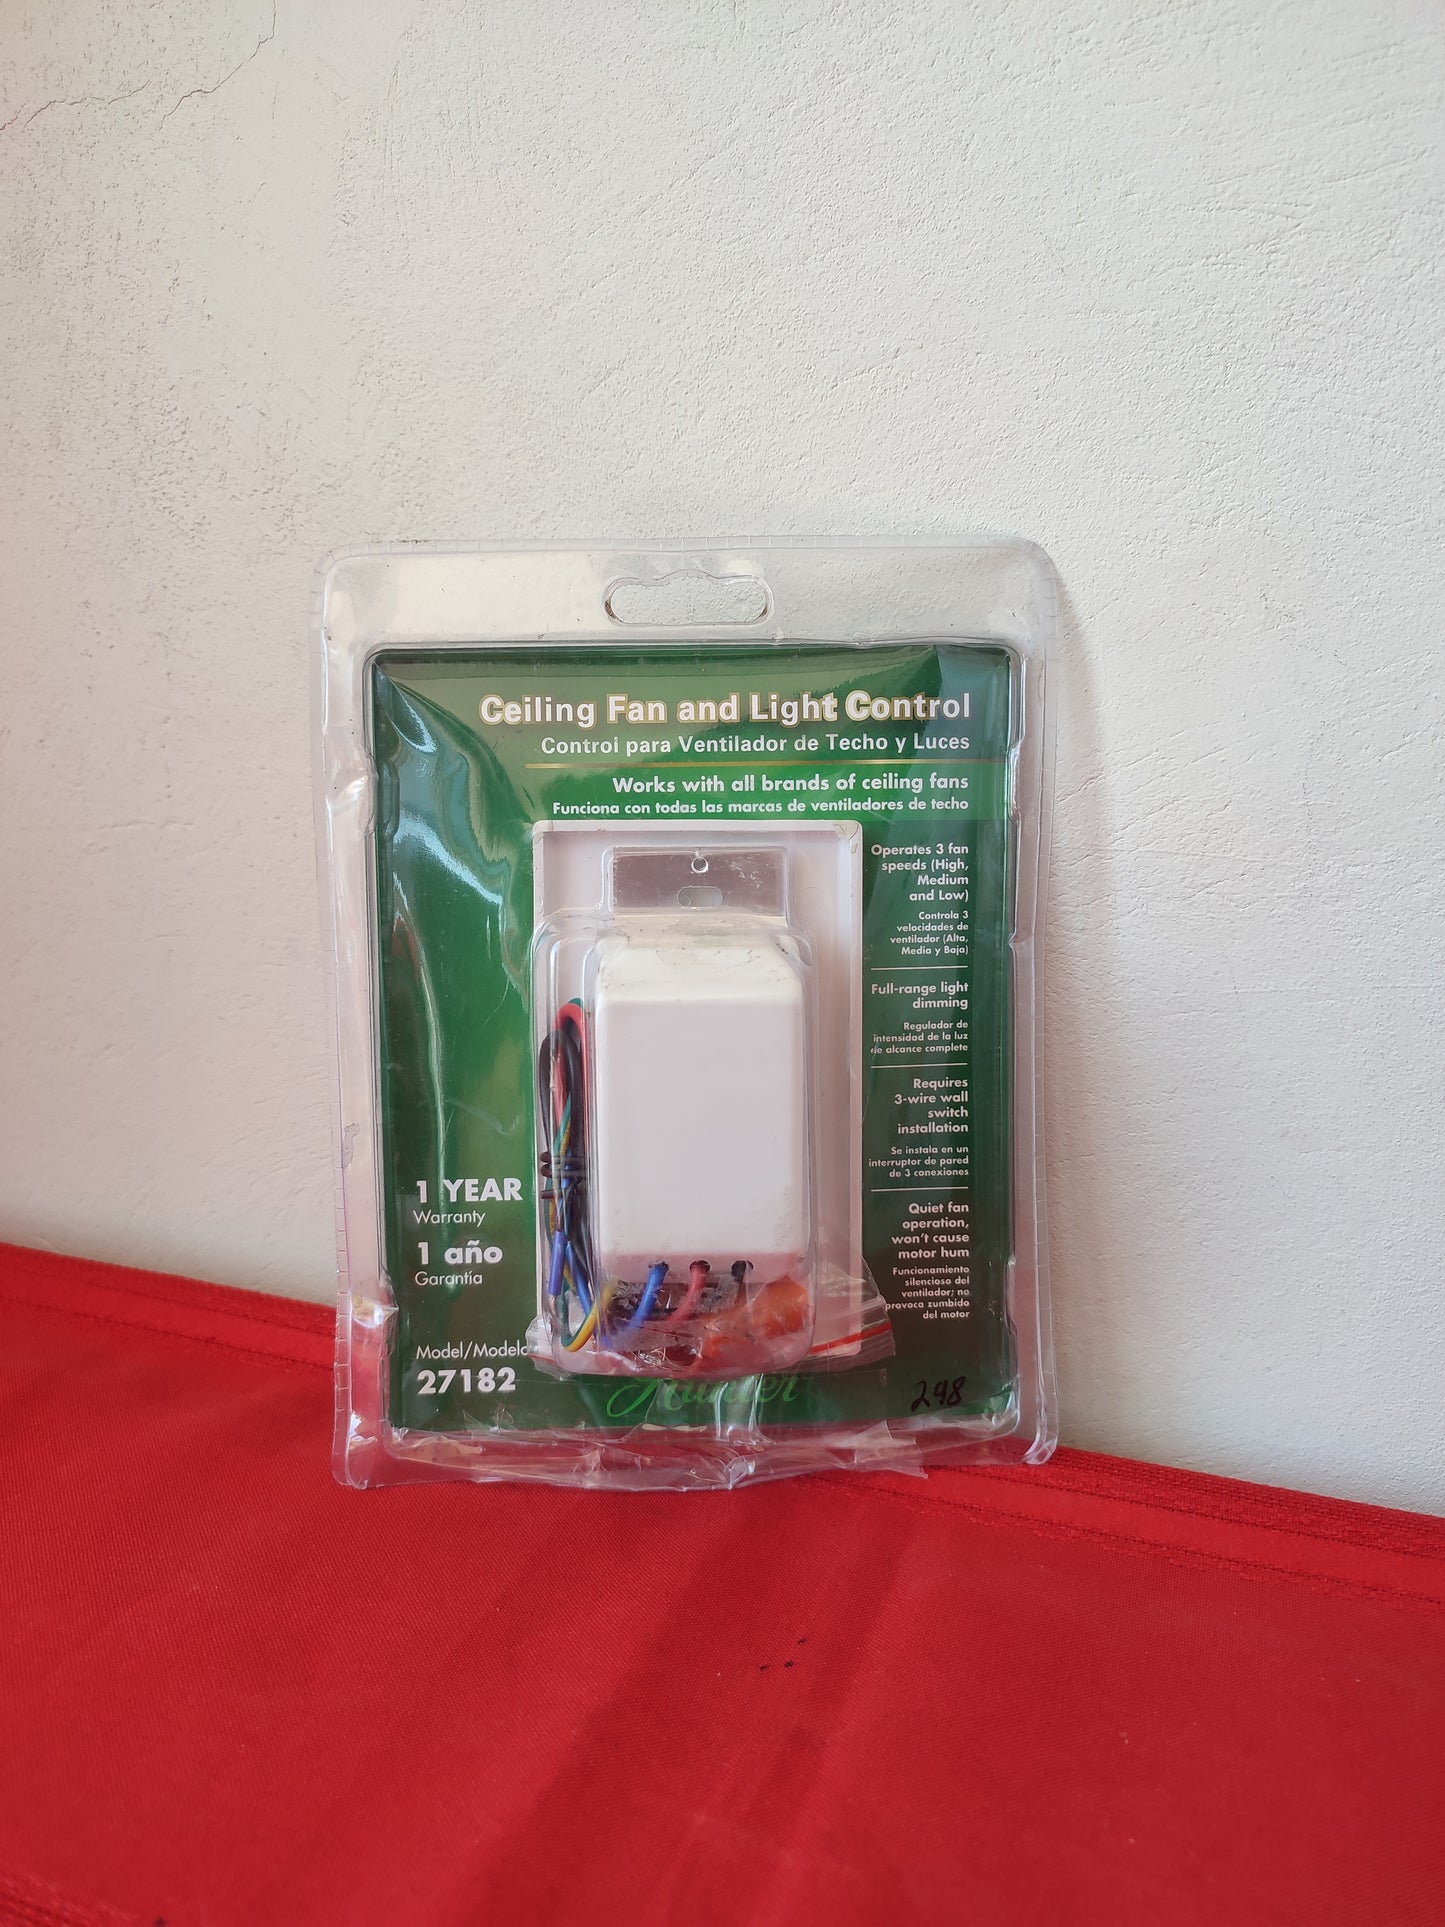 Ceiling Fan and Light Control
Control para Ventilador de Techo y Luces
Works with all brands of ceiling fans
Funciona con todas las marcas de ventiladores de techo
Operates 3 fan
speeds (High,
Medium
and Low)
Controla 3
velocidades de
ventilador (Alta,
Media y Baja)
Full-range light
dimming
Regulador de
intensidad de la luz
de alcance complete
Requires
3-wire wall
switch
installation
Se instala en un
interruptor de pared
de 3 conexiones
Quiet fan
operation,
won't cause
motor hum
Funcionamiento
silencioso del
ventilador; no
provoca zumbido
del motor
1 YEAR
Warranty
1 año
Garantía
Model/Modelo
27182
Hunter
298